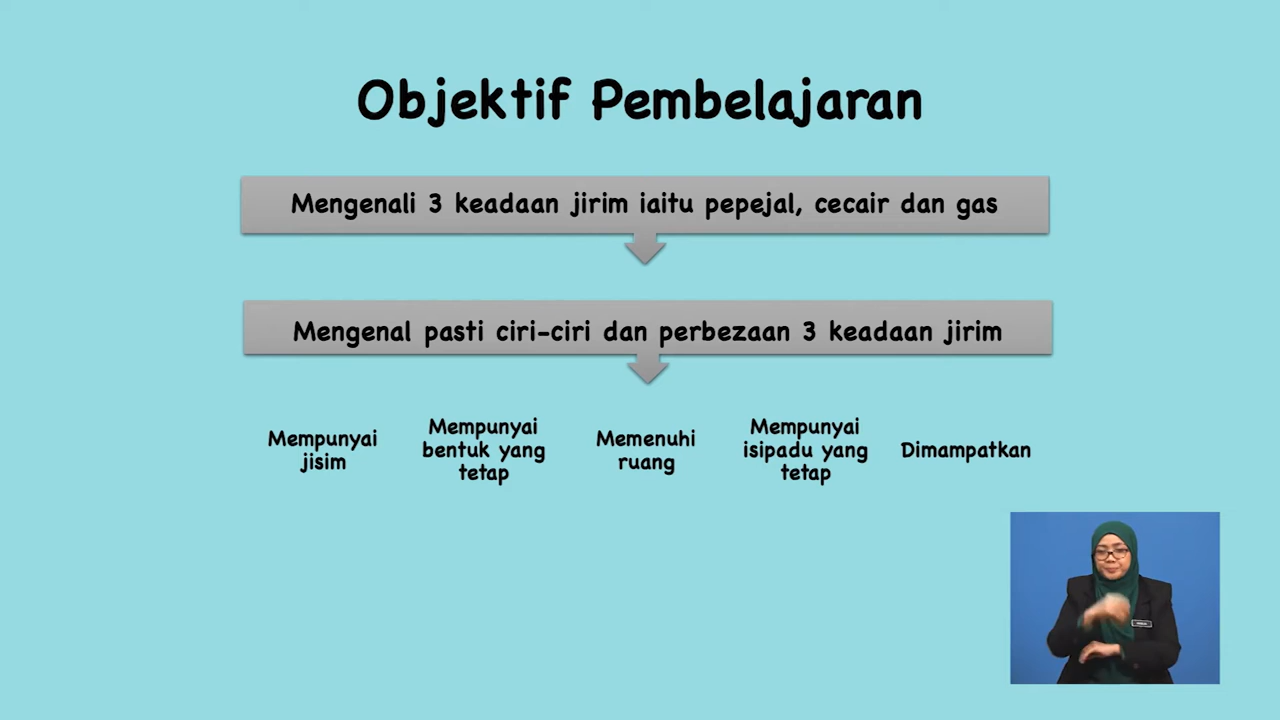 Objektif Pembelajaran
Mengenali 3 keadaan jirim iaitu pepejal, cecair dan gas
Mengenal pasti ciri-ciri dan perbezaan 3 keadaan jirim
Mempunyai
jisim
Mempunyai
bentuk yang
tetap
Memenuhi
ruang
Mempunyai
isipadu yang
tetap
Dimampatkan